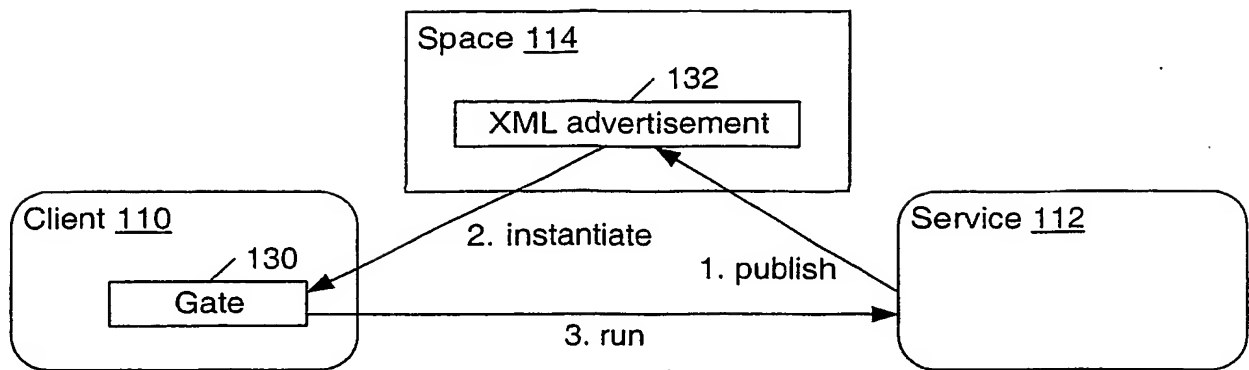 Space 114
132
XML advertisement
Client 110
2. instantiate
Service 112
130
1. publish
Gate
3. run